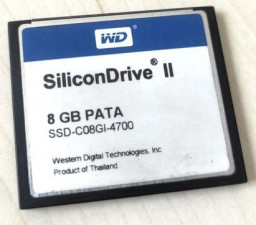 WD
SiliconDrive® II
8 GB PATA
SSD-C08GI-4700
Western Digital Technologies, Inc
Product of Thailand